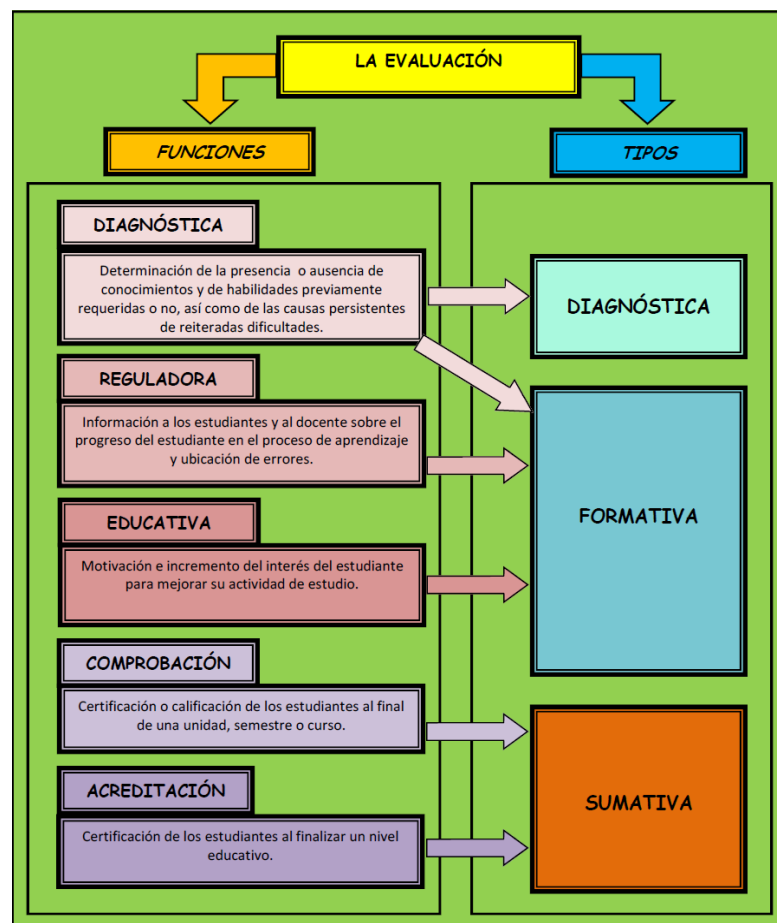 LA EVALUACIÓN
FUNCIONES
TIPOS
DIAGNÓSTICA
Determinación de la presencia o ausencia de
conocimientos y de habilidades previamente
requeridas o no, así como de las causas persistentes
de reiteradas dificultades.
DIAGNÓSTICA
REGULADORA
Información a los estudiantes y al docente sobre el
progreso del estudiante en el proceso de aprendizaje
y ubicación de errores.
EDUCATIVA
Motivación e incremento del interés del estudiante
para mejorar su actividad de estudio.
FORMATIVA
COMPROBACIÓN
Certificación o calificación de los estudiantes al final
de una unidad, semestre o curso.
ACREDITACIÓN
Certificación de los estudiantes al finalizar un nivel
educativo.
SUMATIVA